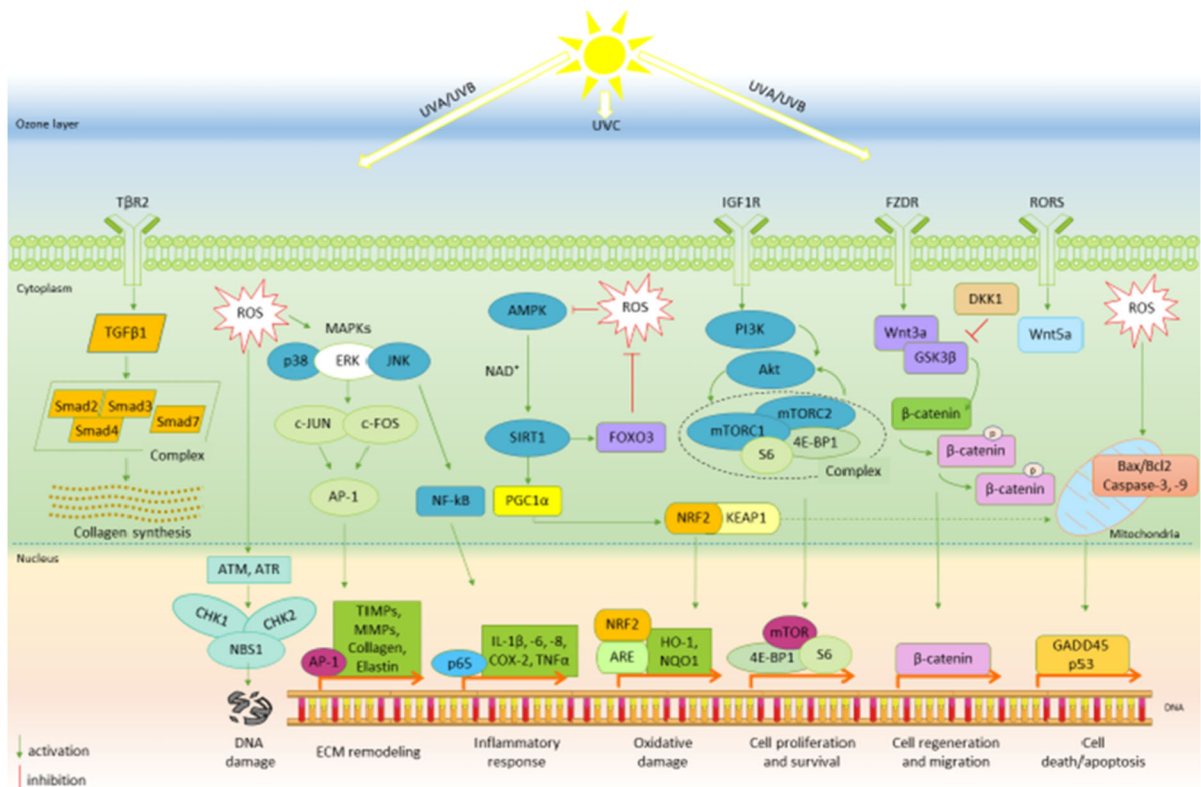 UVA/UVB
UVA/UVB
Ozone layer
UVC
TβR2
IGF1R
FZDR
RORS
Cytoplasm
ROS
AMPK
ROS
DKK1
ROS
TGFβ1
MAPKs
PI3K
Wnt3a
Wnt5a
p38
ERK
JNK
GSK3β
NAD⁺
Akt
Smad2
Smad3
Smad4
Smad7
Complex
c-JUN
c-FOS
SIRT1
FOXO3
mTORC2
mTORC1
4E-BP1
S6
Complex
β-catenin
p
β-catenin
p
β-catenin
Bax/Bcl2
Caspase-3, -9
AP-1
NF-kB
PGC1α
NRF2
KEAP1
Collagen synthesis
Mitochondria
Nucleus
ATM, ATR
CHK1
CHK2
NBS1
TIMPs,
MMPs,
Collagen,
Elastin
AP-1
IL-1β, -6, -8,
COX-2, TNFα
p65
NRF2
ARE
HO-1,
NQO1
mTOR
4E-BP1
S6
β-catenin
GADD45
p53
DNA
DNA
damage
ECM remodeling
Inflammatory
response
Oxidative
damage
Cell proliferation
and survival
Cell regeneration
and migration
Cell
death/apoptosis
activation
inhibition